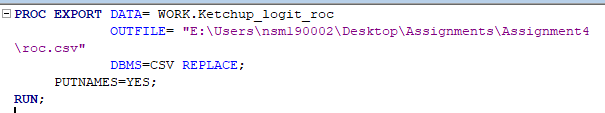 PROC EXPORT DATA= WORK.Ketchup_logit_roc
OUTFILE= "E:\Users\nsm190002\Desktop\Assignments\Assignment4
\roc.csv"
DBMS=CSV REPLACE;
PUTNAMES=YES;
RUN;